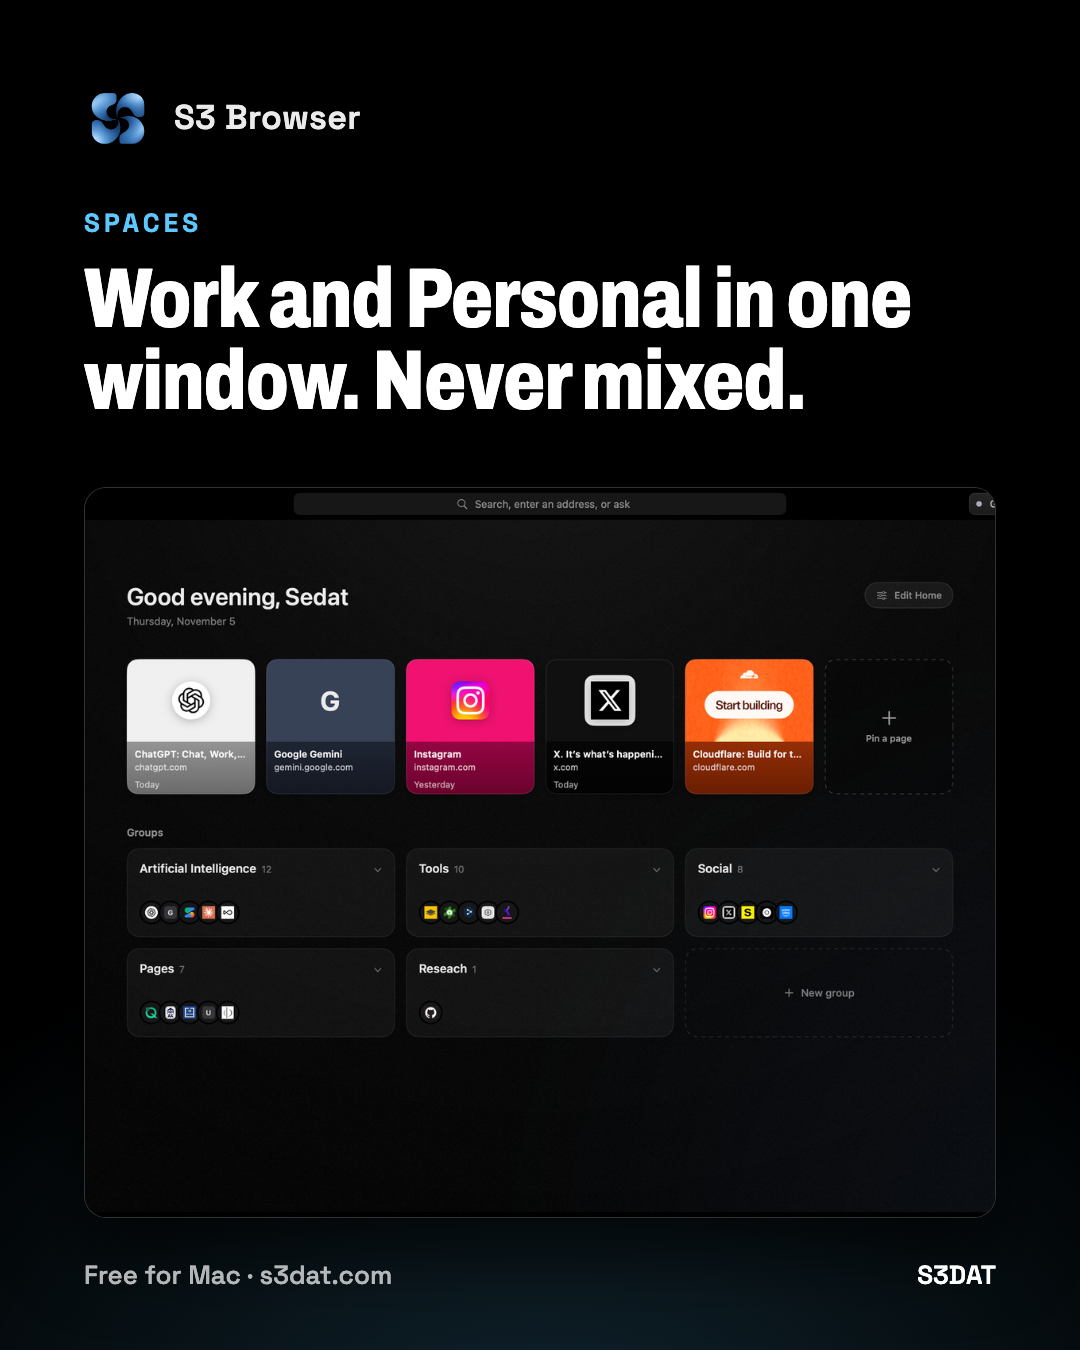 S3 Browser
SPACES
Work and Personal in one
window. Never mixed.
Search, enter an address, or ask
Good evening, Sedat
Thursday, November 5
Edit Home
ChatGPT: Chat, Work,...
chatgpt.com
Today
G
Google Gemini
gemini.google.com
Instagram
instagram.com
Yesterday
X. It's what's happeni...
x.com
Today
Start building
Cloudflare: Build for t...
cloudflare.com
Pin a page
Groups
Artificial Intelligence 12
G
Tools 10
Social 8
S
Pages 7
U
Reseach 1
New group
Free for Mac · s3dat.com
S3DAT